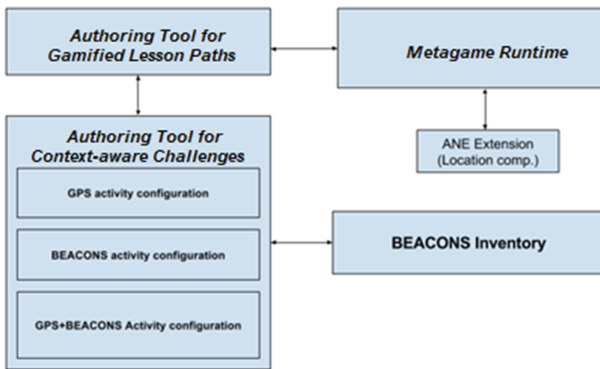 Authoring Tool for
Gamified Lesson Paths
Metagame Runtime
ANE Extension
(Location comp.)
Authoring Tool for
Context-aware Challenges
GPS activity configuration
BEACONS activity configuration
GPS+BEACONS Activity configuration
BEACONS Inventory